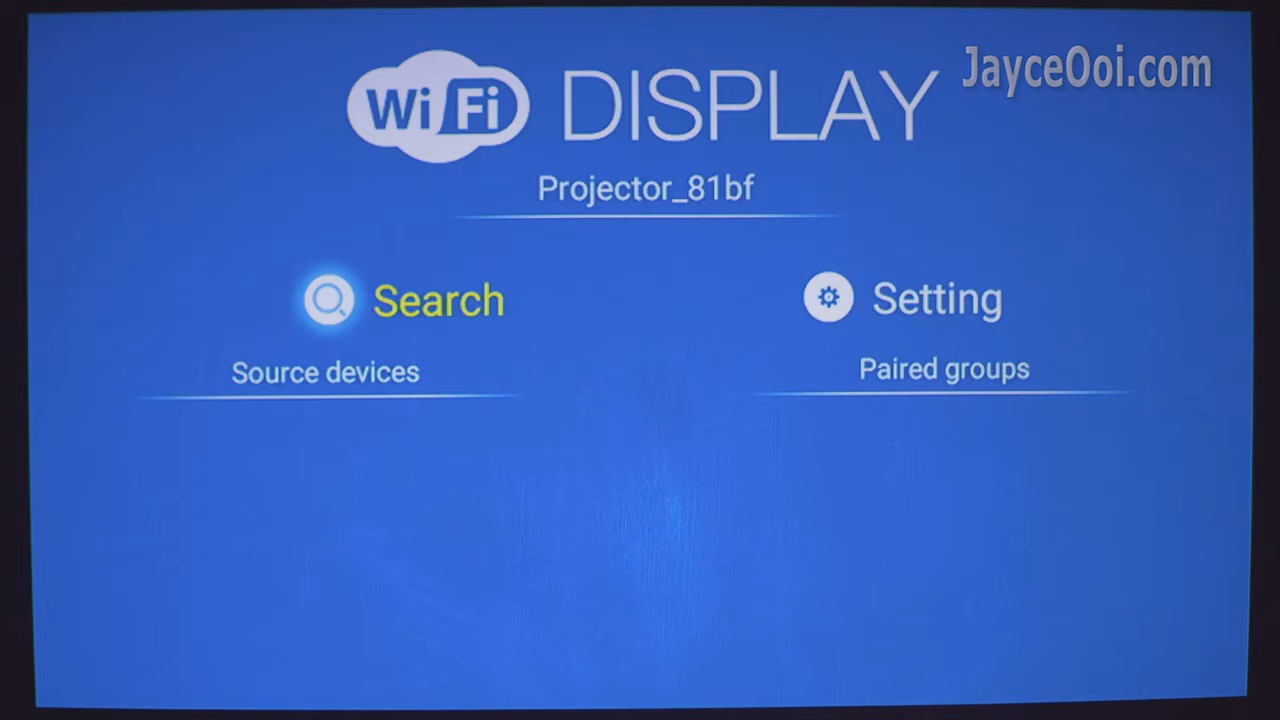 JayceOoi.com
WiFi DISPLAY
Projector_81bf
Search
Setting
Source devices
Paired groups